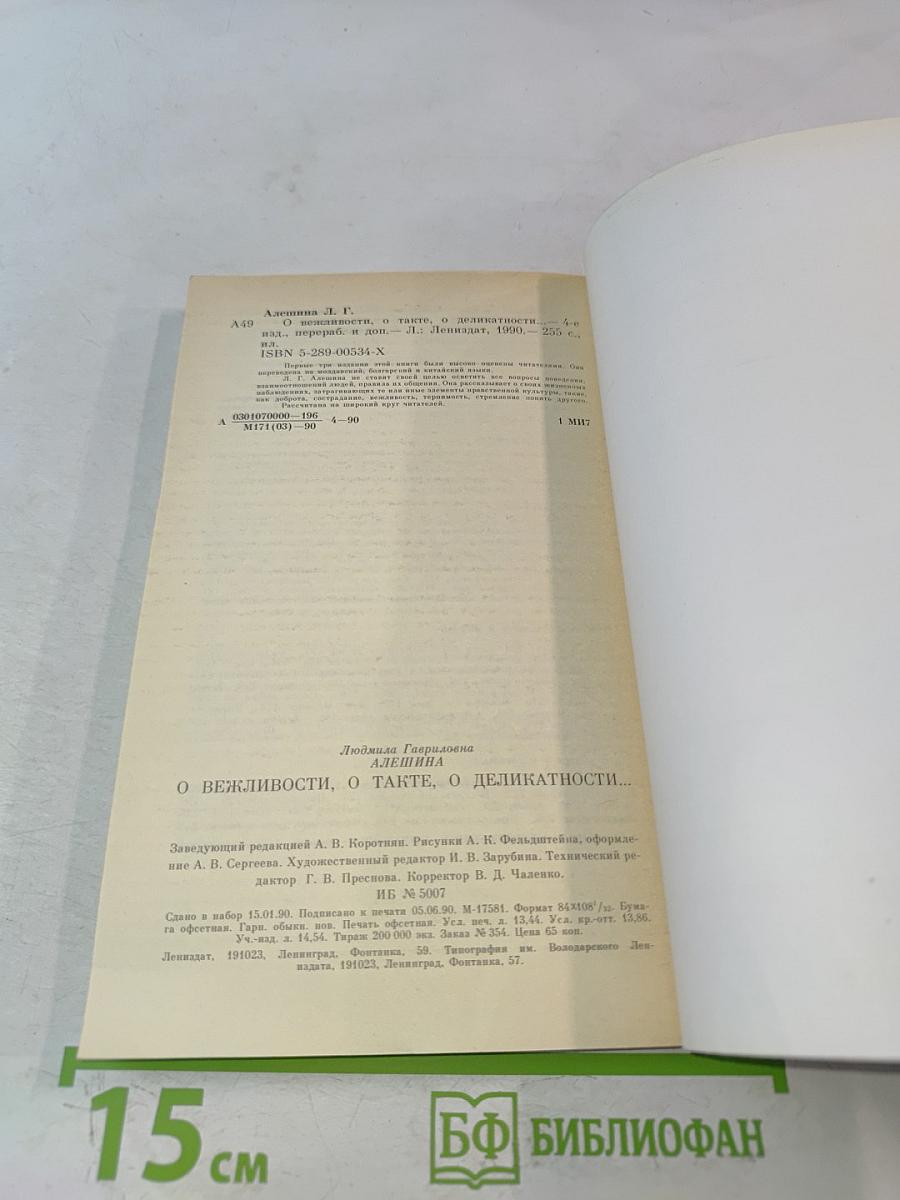 Алешина Л. Г.
А49 О вежливости, о такте, о деликатности...— 4-е
изд., перераб. и доп.— Л.: Лениздат, 1990.— 255 с.,
ил.
ISBN 5-289-00534-X
Первые три издания этой книги были высоко оценены читателями. Она
переведена на молдавский, болгарский и китайский языки.
Л. Г. Алешина не ставит своей целью осветить все вопросы поведения,
взаимоотношений людей, правила их общения. Она рассказывает о своих жизненных
наблюдениях, затрагивающих те или иные элементы нравственной культуры, такие,
как доброта, сострадание, вежливость, терпимость, стремление понять другого.
Рассчитана на широкий круг читателей.
А 0301070000—196 4—90 1 МИ7
М171(03)—90
Людмила Гавриловна
АЛЕШИНА
О ВЕЖЛИВОСТИ, О ТАКТЕ, О ДЕЛИКАТНОСТИ...
Заведующий редакцией А. В. Коротнян. Рисунки А. К. Фельдштейна, оформле-
ние А. В. Сергеева. Художественный редактор И. В. Зарубина. Технический ре-
дактор Г. В. Преснова. Корректор В. Д. Чаленко.
ИБ № 5007
Сдано в набор 15.01.90. Подписано к печати 05.06.90. М-17581. Формат 84×108¹/₃₂. Бума-
га офсетная. Гарн. обыкн. нов. Печать офсетная. Усл. печ. л. 13,44. Усл. кр.-отт. 13,86.
Уч.-изд. л. 14,54. Тираж 200 000 экз. Заказ № 354. Цена 65 коп.
Лениздат, 191023, Ленинград, Фонтанка, 59. Типография им. Володарского Лен-
издата, 191023, Ленинград, Фонтанка, 57.
15 см
БФ БИБЛИОФАН